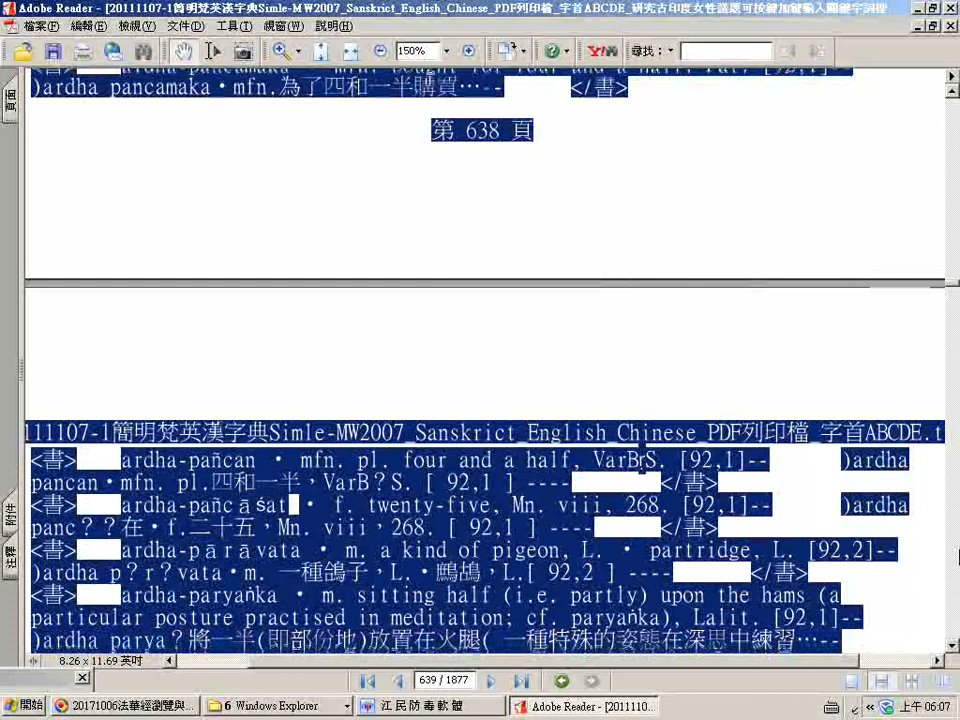 Adobe Reader - [20111107-1簡明梵英漢字典Simle-MW2007_Sanskrict_English_Chinese_PDF列印檔_字首ABCDE_研究古印度女性議題可按鍵加鍵輸入關鍵字詞搜
檔案(F) 編輯(E) 檢視(V) 文件(D) 工具(T) 視窗(W) 說明(H)
150% 尋找:
頁面
)ardha pancamaka‧mfn.為了四和一半購買…-- </書>
第 638 頁
111107-1簡明梵英漢字典Simle-MW2007_Sanskrict_English_Chinese_PDF列印檔_字首ABCDE.t
<書> ardha-pañcan ‧ mfn. pl. four and a half, VarBrS. [92,1]-- )ardha
pancan‧mfn. pl.四和一半，VarB？S. [ 92,1 ] ---- </書>
<書> ardha-pañcāśat ‧ f. twenty-five, Mn. viii, 268. [92,1]-- )ardha
panc？？在‧f.二十五，Mn. viii, 268. [ 92,1 ] ---- </書>
<書> ardha-pārāvata ‧ m. a kind of pigeon, L. ‧ partridge, L. [92,2]--
)ardha p？r？vata‧m. 一種鴿子，L.‧鷓鴣，L.[ 92,2 ] ---- </書>
<書> ardha-paryaṅka ‧ m. sitting half (i.e. partly) upon the hams (a
particular posture practised in meditation; cf. paryaṅka), Lalit. [92,1]--
)ardha parya？將一半(即部份地)放置在火腿( 一種特殊的姿態在深思中練習…--
附件
注釋
8.26 x 11.69 英吋
639 / 1877
開始 20171006法華經瀏覽與... 6 Windows Explorer 江民防毒軟體 Adobe Reader - [2011110... 上午 06:07